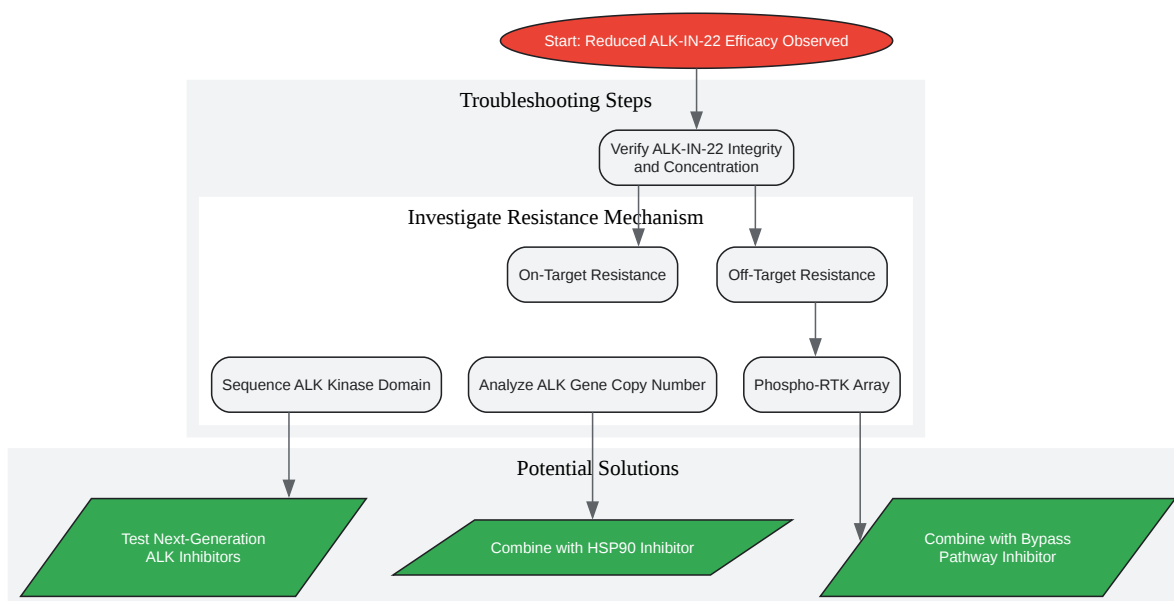 Start: Reduced ALK-IN-22 Efficacy Observed
Troubleshooting Steps
Verify ALK-IN-22 Integrity
and Concentration
Investigate Resistance Mechanism
On-Target Resistance
Off-Target Resistance
Sequence ALK Kinase Domain
Analyze ALK Gene Copy Number
Phospho-RTK Array
Potential Solutions
Test Next-Generation
ALK Inhibitors
Combine with HSP90 Inhibitor
Combine with Bypass
Pathway Inhibitor